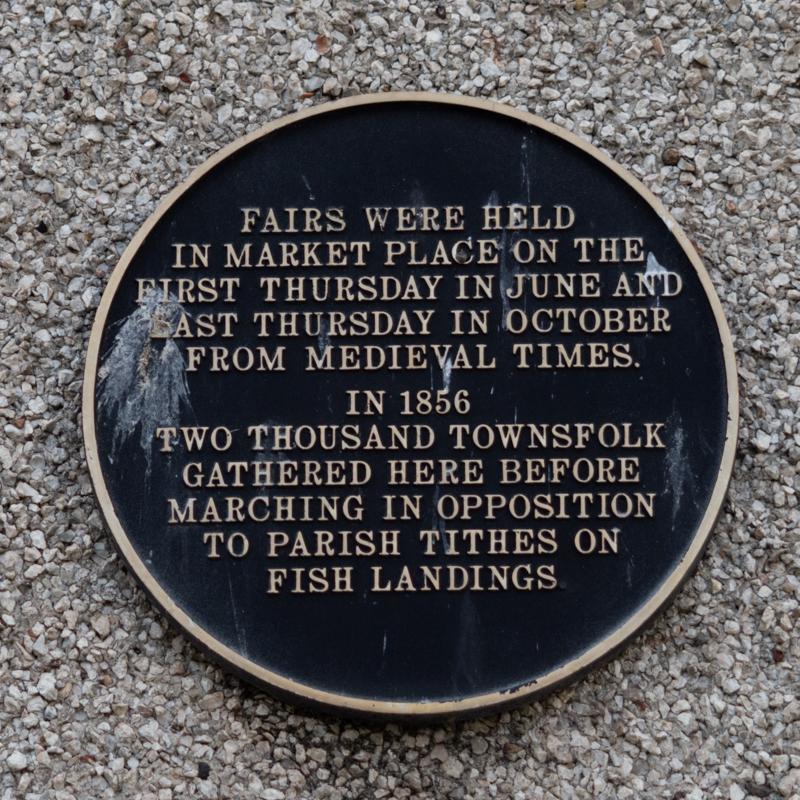 FAIRS WERE HELD
IN MARKET PLACE ON THE
FIRST THURSDAY IN JUNE AND
LAST THURSDAY IN OCTOBER
FROM MEDIEVAL TIMES.
IN 1856
TWO THOUSAND TOWNSFOLK
GATHERED HERE BEFORE
MARCHING IN OPPOSITION
TO PARISH TITHES ON
FISH LANDINGS